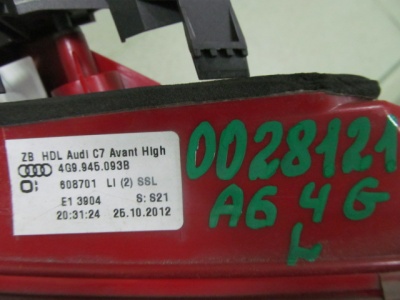 ZB HDL Audi C7 Avant High
4G9.945.093B
608701 LI (2) SSL
E1 3904 S: S21
20:31:24 25.10.2012
0028121
A6 4G
L